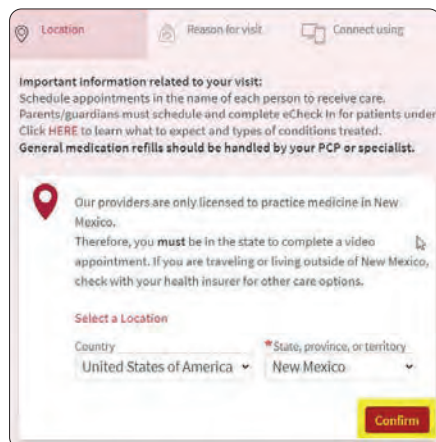 Location
Reason for visit
Connect using
Important information related to your visit:
Schedule appointments in the name of each person to receive care.
Parents/guardians must schedule and complete eCheck In for patients under
Click HERE to learn what to expect and types of conditions treated.
General medication refills should be handled by your PCP or specialist.
Our providers are only licensed to practice medicine in New
Mexico.
Therefore, you must be in the state to complete a video
appointment. If you are traveling or living outside of New Mexico,
check with your health insurer for other care options.
Select a Location
Country
*State, province, or territory
United States of America
New Mexico
Confirm